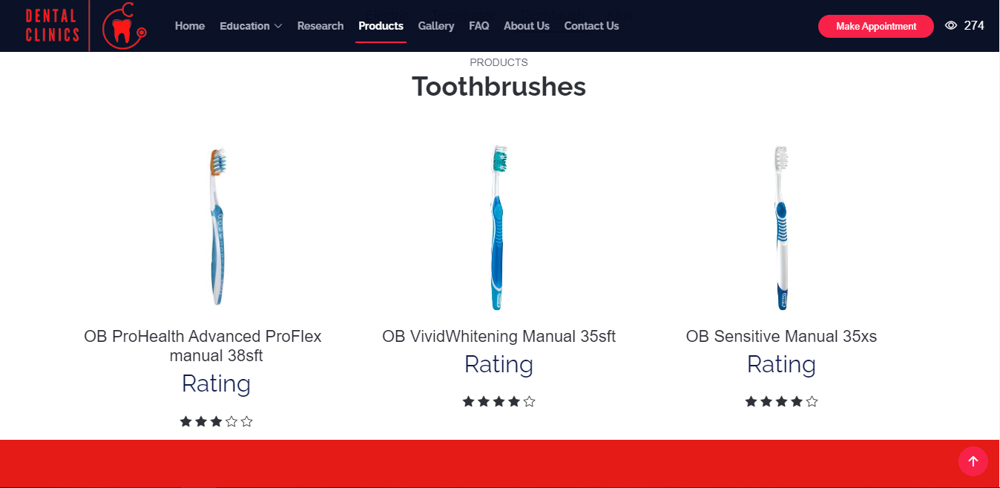 DENTAL
CLINICS
Home Education Research Products Gallery FAQ About Us Contact Us
Make Appointment
274
PRODUCTS
Toothbrushes
OB ProHealth Advanced ProFlex
manual 38sft
Rating
OB VividWhitening Manual 35sft
Rating
OB Sensitive Manual 35xs
Rating